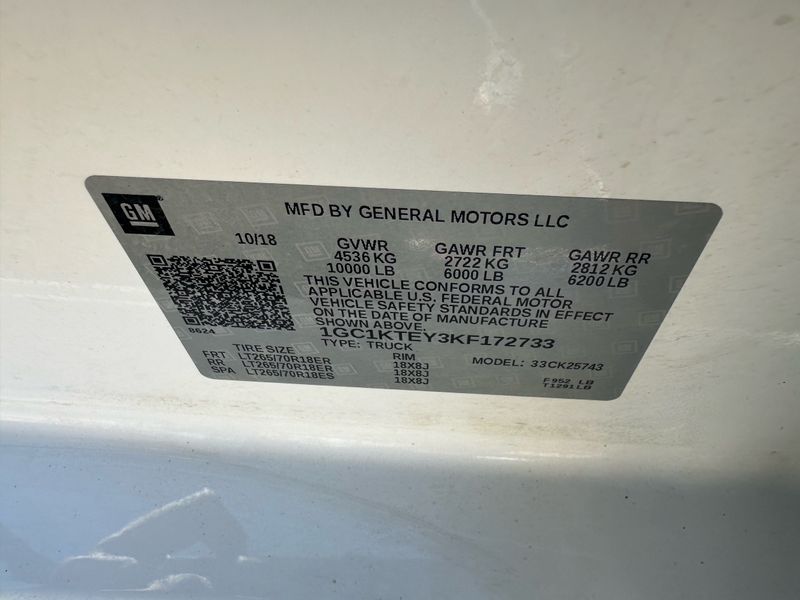 GM
MFD BY GENERAL MOTORS LLC
10/18
GVWR GAWR FRT GAWR RR
4536 KG 2722 KG 2812 KG
10000 LB 6000 LB 6200 LB
THIS VEHICLE CONFORMS TO ALL
APPLICABLE U.S. FEDERAL MOTOR
VEHICLE SAFETY STANDARDS IN EFFECT
ON THE DATE OF MANUFACTURE
SHOWN ABOVE.
8624
1GC1KTEY3KF172733
TYPE: TRUCK
MODEL: 33CK25743
TIRE SIZE RIM
FRT LT265/70R18ER 18X8J
RR LT265/70R18ER 18X8J
SPA LT265/70R18ES 18X8J
F952 LB
T1291LB